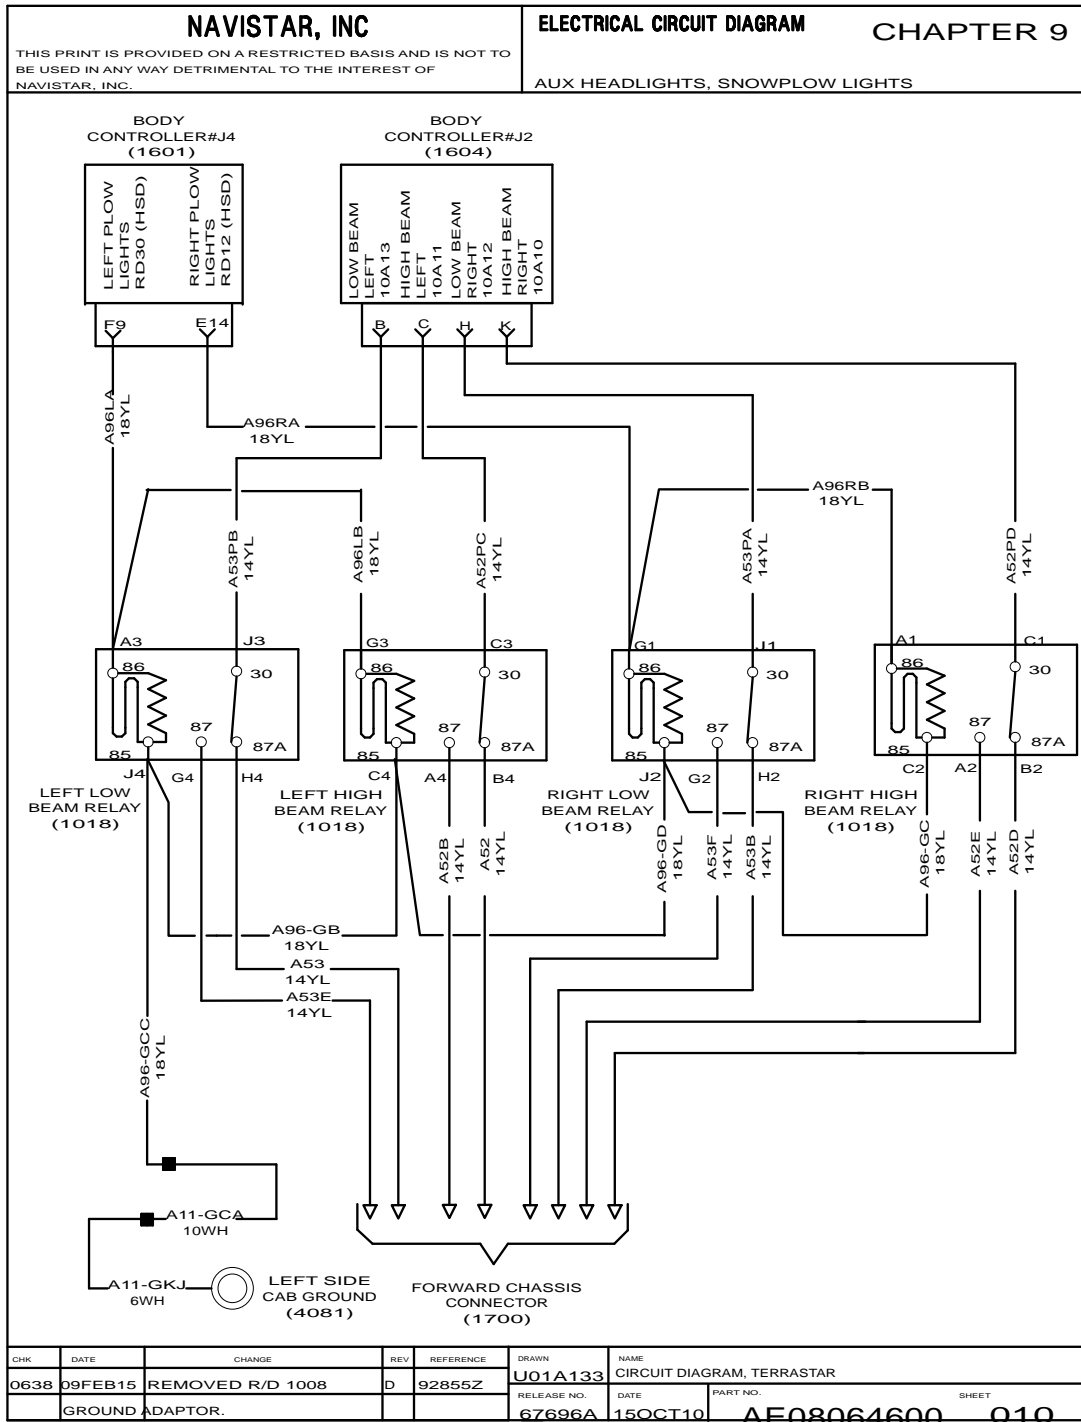 NAVISTAR, INC
THIS PRINT IS PROVIDED ON A RESTRICTED BASIS AND IS NOT TO
BE USED IN ANY WAY DETRIMENTAL TO THE INTEREST OF
NAVISTAR, INC.
ELECTRICAL CIRCUIT DIAGRAM
CHAPTER 9
AUX HEADLIGHTS, SNOWPLOW LIGHTS
BODY
CONTROLLER#J4
(1601)
BODY
CONTROLLER#J2
(1604)
LEFT PLOW
LIGHTS
RD30 (HSD)
RIGHT PLOW
LIGHTS
RD12 (HSD)
LOW BEAM
LEFT
10A13
HIGH BEAM
LEFT
10A11
LOW BEAM
RIGHT
10A12
HIGH BEAM
RIGHT
10A10
F9
E14
B
C
H
K
A96LA
18YL
A96RA
18YL
A96RB
18YL
A53PB
14YL
A96LB
18YL
A52PC
14YL
A53PA
14YL
A52PD
14YL
A3
J3
G3
C3
G1
J1
A1
C1
86
30
86
30
86
30
86
30
87
87A
85
87
87A
85
87
87A
85
87
87A
85
J4
G4
H4
C4
A4
B4
J2
G2
H2
C2
A2
B2
LEFT LOW
BEAM RELAY
(1018)
LEFT HIGH
BEAM RELAY
(1018)
RIGHT LOW
BEAM RELAY
(1018)
RIGHT HIGH
BEAM RELAY
(1018)
A52B
14YL
A52
14YL
A96-GD
18YL
A53F
14YL
A53B
14YL
A96-GC
18YL
A52E
14YL
A52D
14YL
A96-GB
18YL
A53
14YL
A53E
14YL
A96-GCC
18YL
A11-GCA
10WH
A11-GKJ
6WH
LEFT SIDE
CAB GROUND
(4081)
FORWARD CHASSIS
CONNECTOR
(1700)
CHK DATE CHANGE REV REFERENCE
0638 09FEB15 REMOVED R/D 1008 D 92855Z
GROUND ADAPTOR.
DRAWN
U01A133
NAME
CIRCUIT DIAGRAM, TERRASTAR
RELEASE NO.
67696A
DATE
15OCT10
PART NO.
AE08064600
SHEET
010